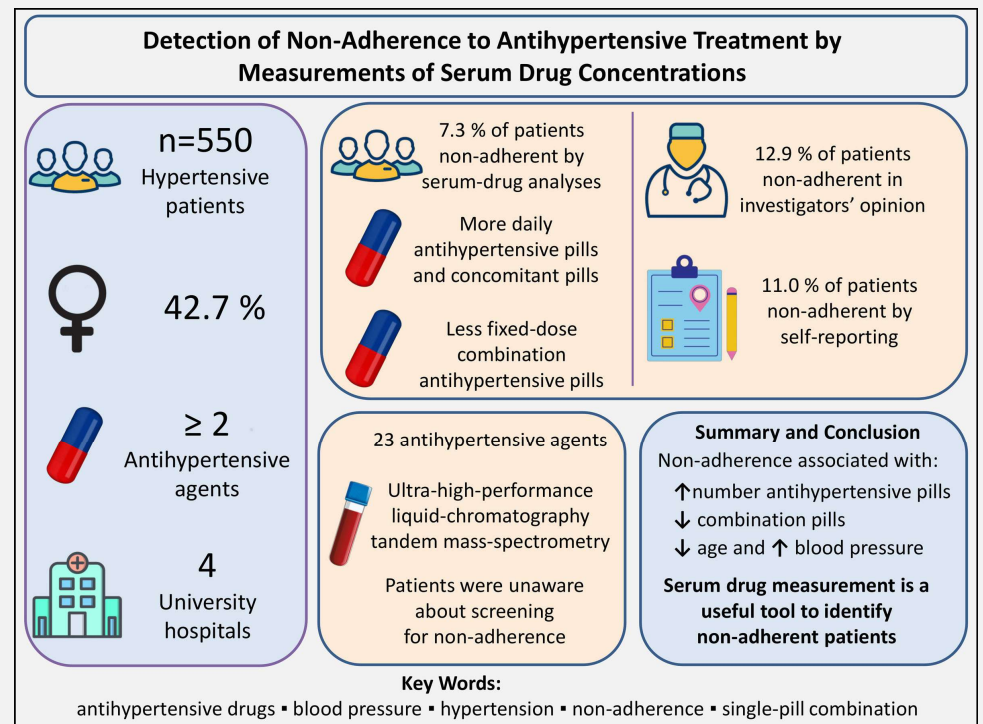 Detection of Non-Adherence to Antihypertensive Treatment by
Measurements of Serum Drug Concentrations
n=550
Hypertensive
patients
42.7 %
≥ 2
Antihypertensive
agents
4
University
hospitals
7.3 % of patients
non-adherent by
serum-drug analyses
More daily
antihypertensive pills
and concomitant pills
Less fixed-dose
combination
antihypertensive pills
12.9 % of patients
non-adherent in
investigators' opinion
11.0 % of patients
non-adherent by
self-reporting
23 antihypertensive agents
Ultra-high-performance
liquid-chromatography
tandem mass-spectrometry
Patients were unaware
about screening
for non-adherence
Summary and Conclusion
Non-adherence associated with:
↑number antihypertensive pills
↓ combination pills
↓ age and ↑ blood pressure
Serum drug measurement is a
useful tool to identify
non-adherent patients
Key Words:
antihypertensive drugs ▪ blood pressure ▪ hypertension ▪ non-adherence ▪ single-pill combination